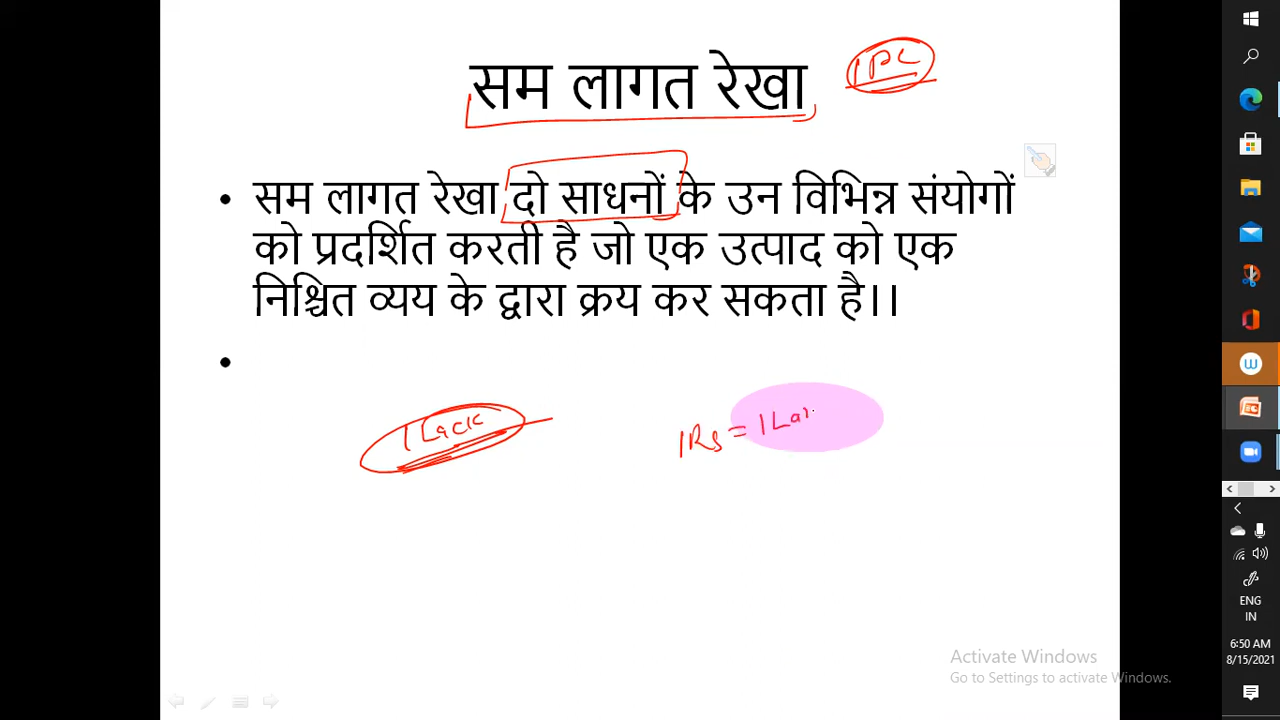 सम लागत रेखा
IPC
• सम लागत रेखा दो साधनों के उन विभिन्न संयोगों
को प्रदर्शित करती है जो एक उत्पाद को एक
निश्चित व्यय के द्वारा क्रय कर सकता है।।
•
1 Lack
1Rs = 1
Activate Windows
Go to Settings to activate Windows.
ENG
IN
6:50 AM
8/15/2021